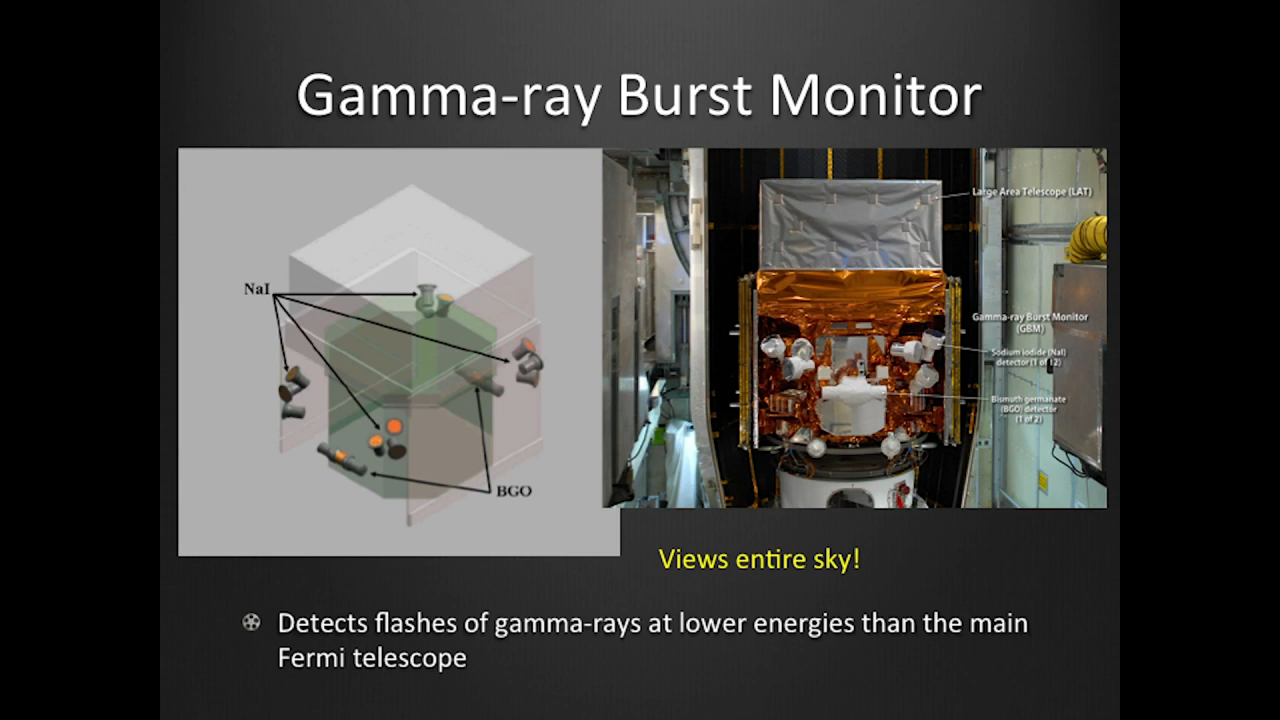 Gamma-ray Burst Monitor
NaI
BGO
Large Area Telescope (LAT)
Gamma-ray Burst Monitor
(GBM)
Sodium iodide (NaI)
detector (1 of 12)
Bismuth germanate
(BGO) detector
(1 of 2)
Views entire sky!
Detects flashes of gamma-rays at lower energies than the main
Fermi telescope